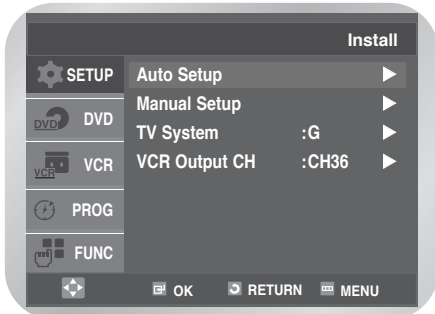 Install
SETUP
DVD DVD
VCR VCR
PROG
FUNC
Auto Setup
Manual Setup
TV System :G
VCR Output CH :CH36
OK RETURN MENU